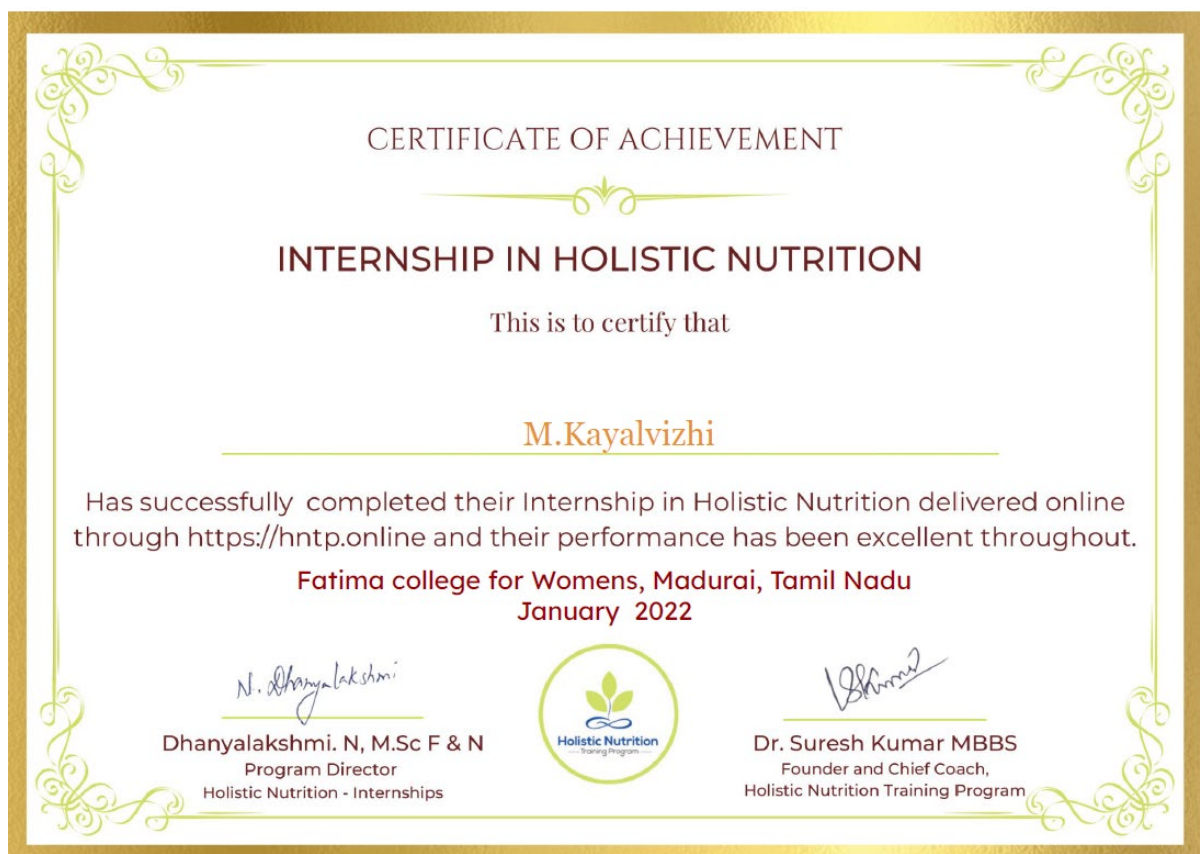 CERTIFICATE OF ACHIEVEMENT
INTERNSHIP IN HOLISTIC NUTRITION
This is to certify that
M.Kayalvizhi
Has successfully completed their Internship in Holistic Nutrition delivered online
through https://hntp.online and their performance has been excellent throughout.
Fatima college for Womens, Madurai, Tamil Nadu
January 2022
N. Dhanyalakshmi
Dhanyalakshmi. N, M.Sc F & N
Program Director
Holistic Nutrition - Internships
Holistic Nutrition
Training Program
Dr. Suresh Kumar MBBS
Founder and Chief Coach,
Holistic Nutrition Training Program